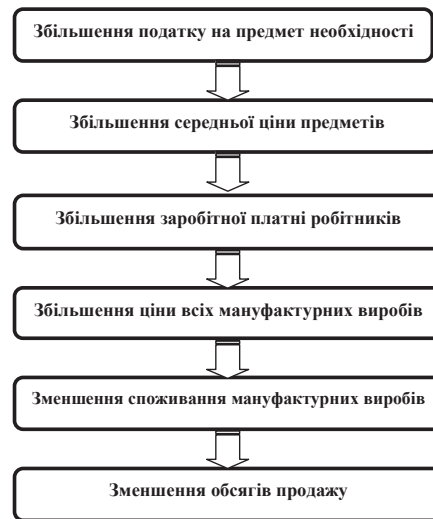 Збільшення податку на предмет необхідності
Збільшення середньої ціни предметів
Збільшення заробітної платні робітників
Збільшення ціни всіх мануфактурних виробів
Зменшення споживання мануфактурних виробів
Зменшення обсягів продажу